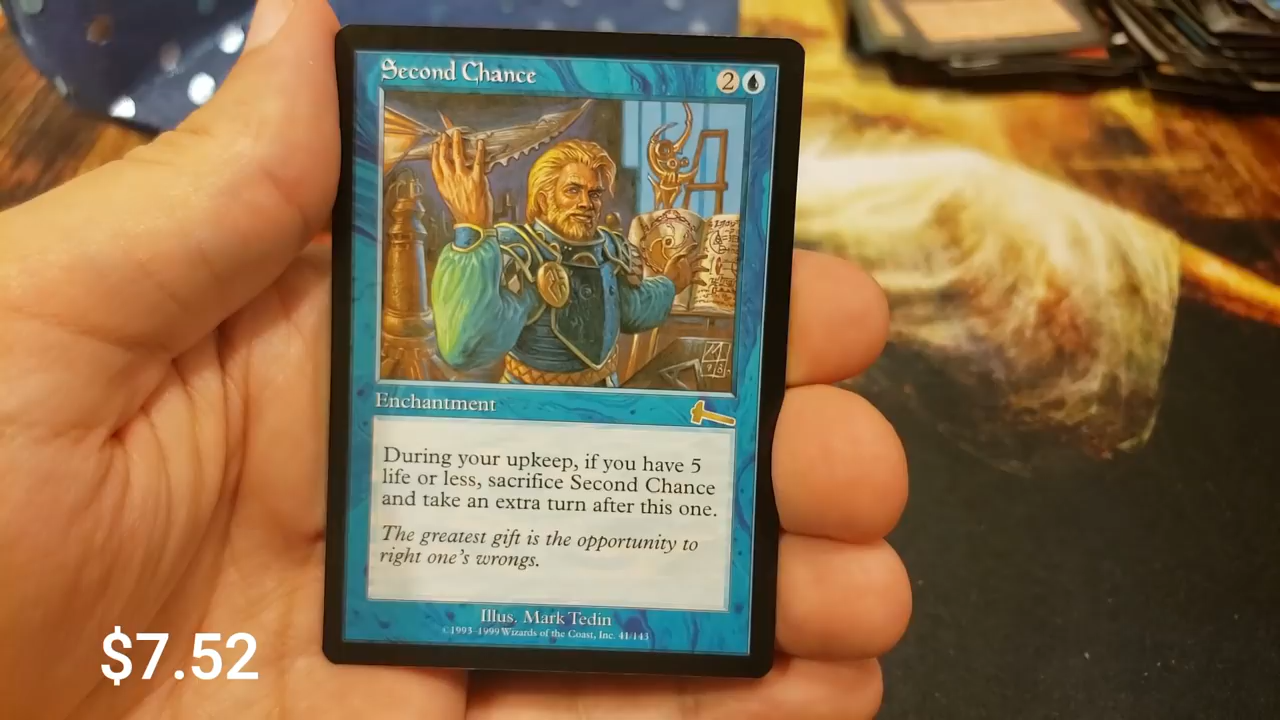 Second Chance
2
M
98
Enchantment
During your upkeep, if you have 5
life or less, sacrifice Second Chance
and take an extra turn after this one.
The greatest gift is the opportunity to
right one's wrongs.
Illus. Mark Tedin
©1993-1999 Wizards of the Coast, Inc. 41/143
$7.52